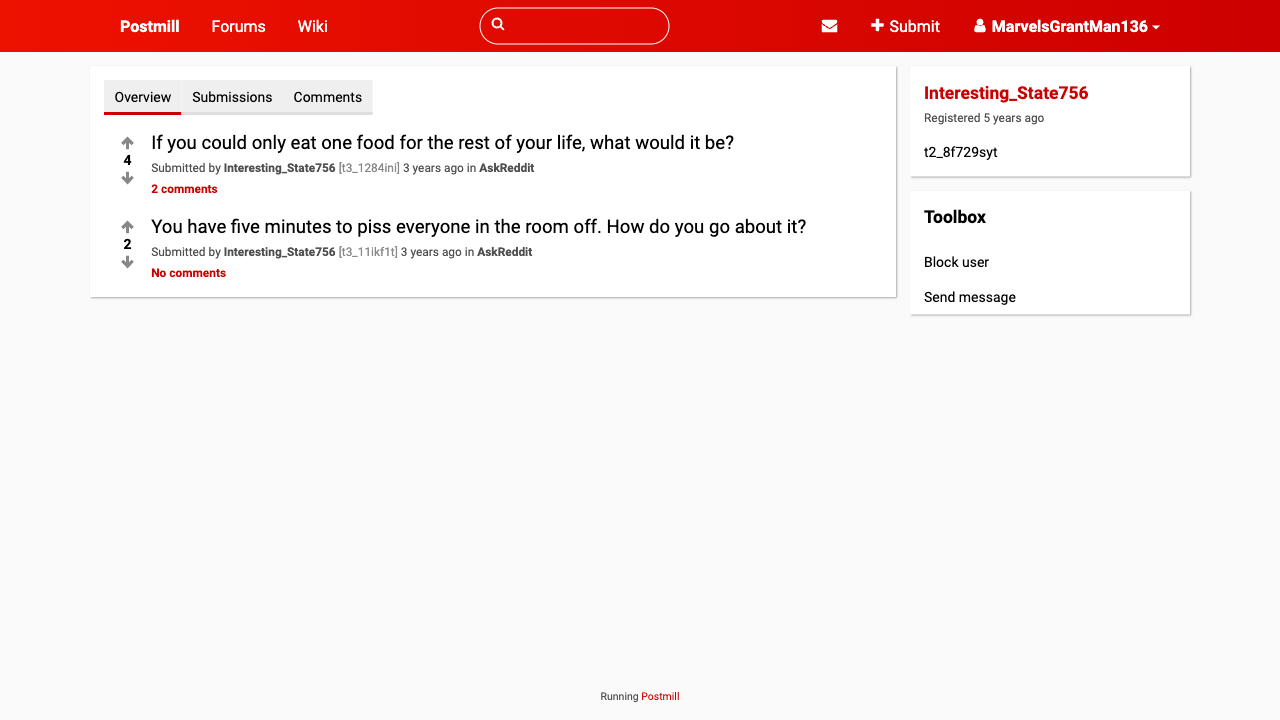 Postmill Forums Wiki Submit MarvelsGrantMan136
Overview Submissions Comments
If you could only eat one food for the rest of your life, what would it be?
4
Submitted by Interesting_State756 [t3_1284ini] 3 years ago in AskReddit
2 comments
You have five minutes to piss everyone in the room off. How do you go about it?
2
Submitted by Interesting_State756 [t3_11ikf1t] 3 years ago in AskReddit
No comments
Interesting_State756
Registered 5 years ago
t2_8f729syt
Toolbox
Block user
Send message
Running Postmill